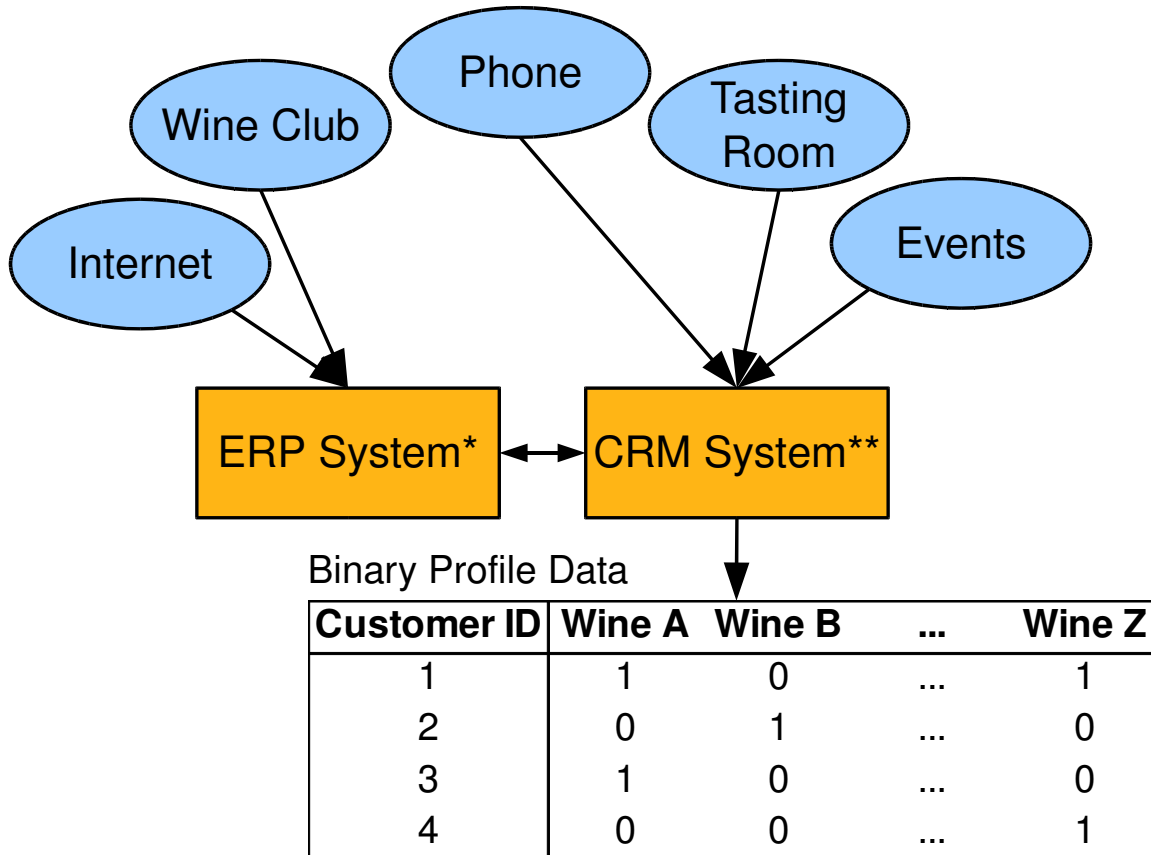 Phone
Wine Club
Tasting
Room
Internet
Events
ERP System*
CRM System**
Binary Profile Data
Customer ID Wine A Wine B ... Wine Z
1 1 0 ... 1
2 0 1 ... 0
3 1 0 ... 0
4 0 0 ... 1